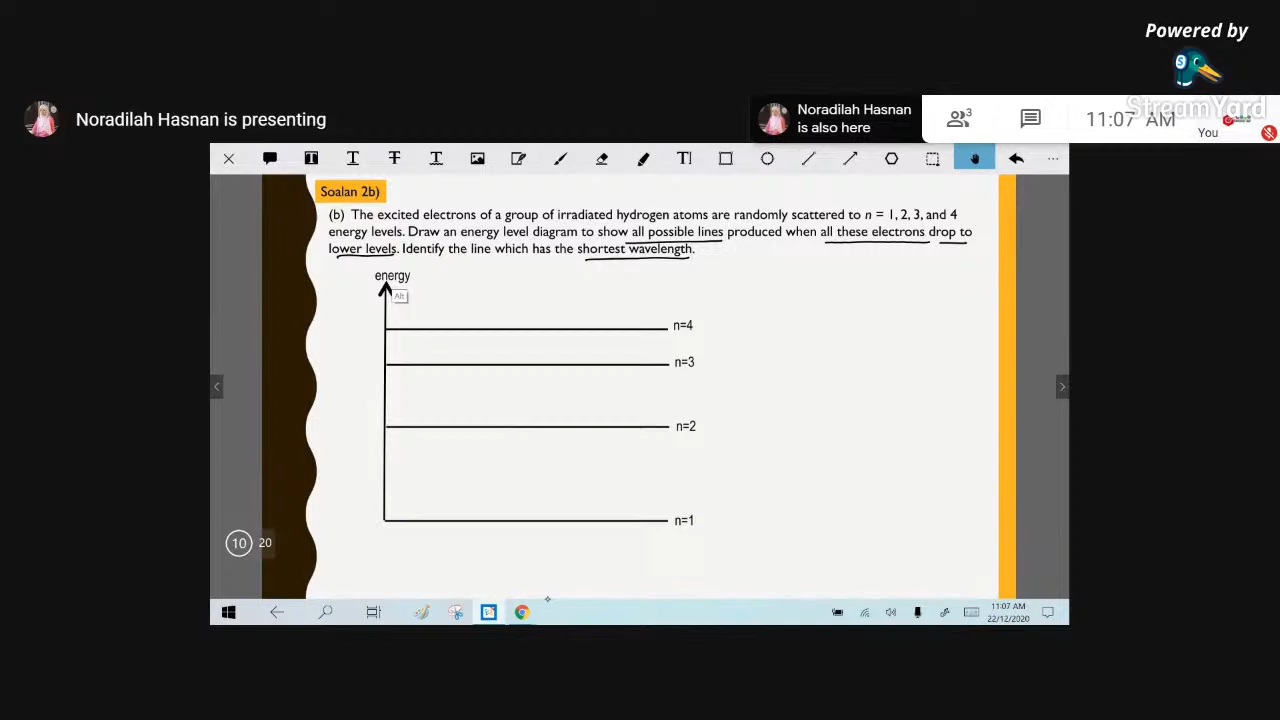 Powered by
StreamYard
Noradilah Hasnan is presenting
Noradilah Hasnan
is also here
3
11:07 AM
You
Soalan 2b)
(b) The excited electrons of a group of irradiated hydrogen atoms are randomly scattered to n = 1, 2, 3, and 4
energy levels. Draw an energy level diagram to show all possible lines produced when all these electrons drop to
lower levels. Identify the line which has the shortest wavelength.
energy
Alt
n=4
n=3
n=2
n=1
10 20
11:07 AM
22/12/2020